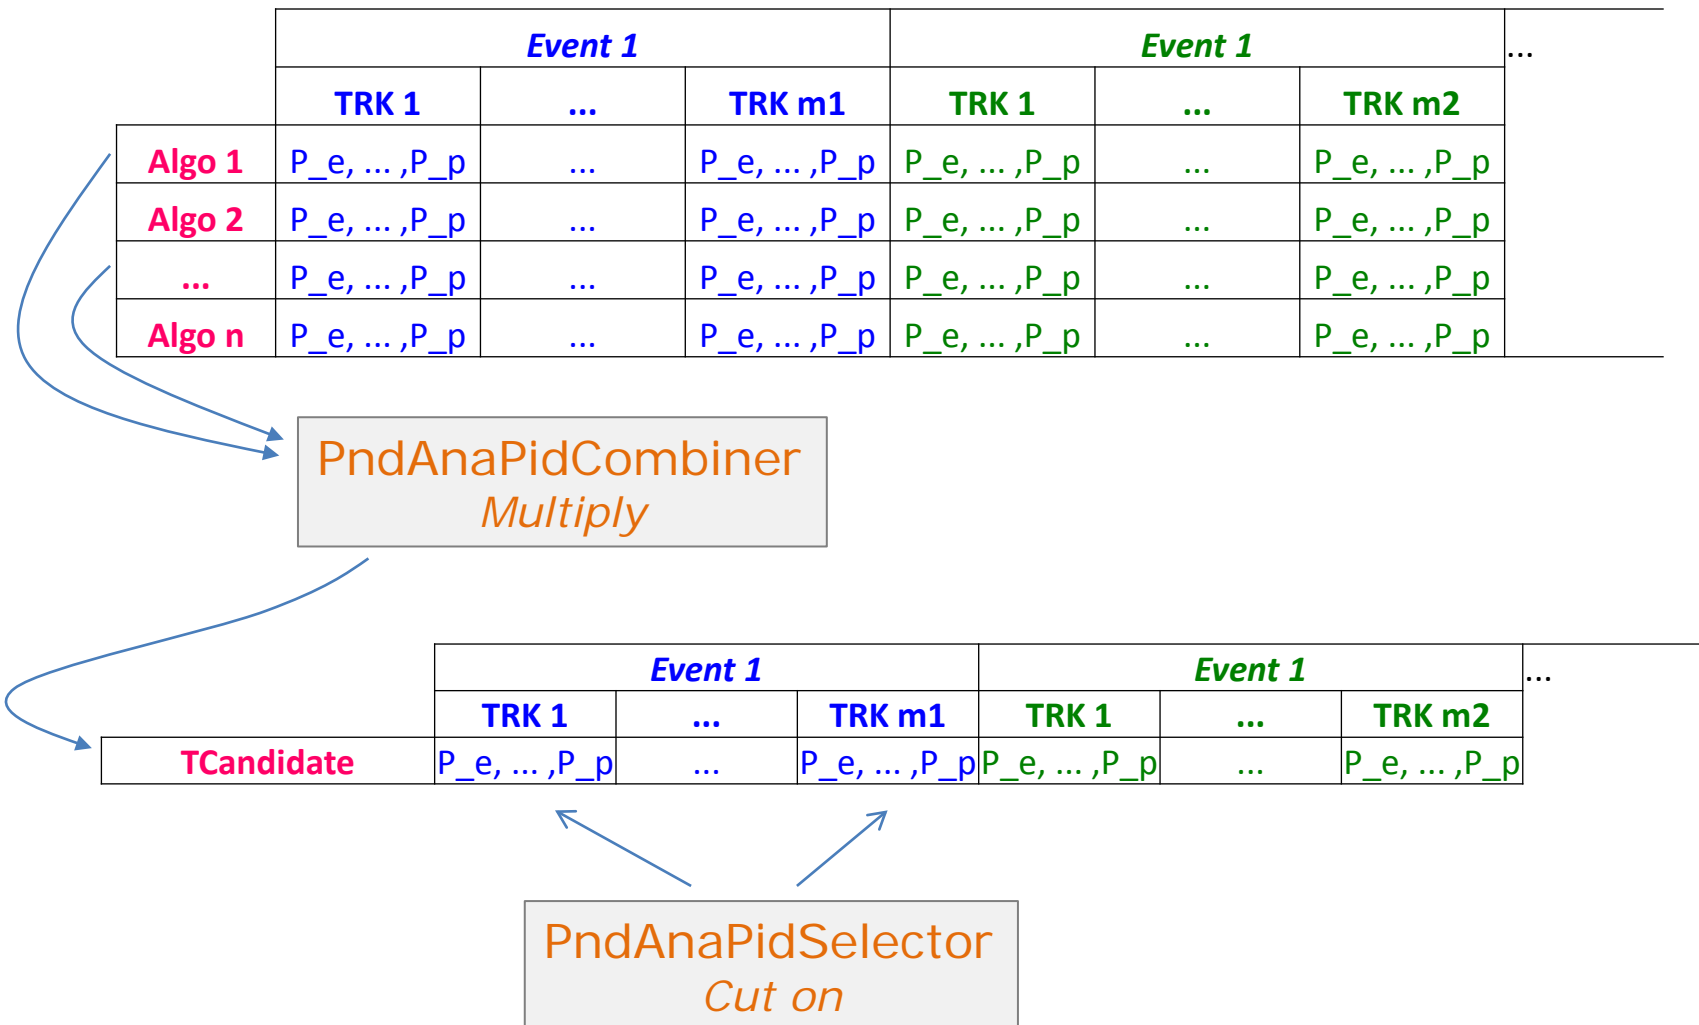 Event 1 Event 1 ...
TRK 1 ... TRK m1 TRK 1 ... TRK m2
Algo 1 P_e, ... ,P_p ... P_e, ... ,P_p P_e, ... ,P_p ... P_e, ... ,P_p
Algo 2 P_e, ... ,P_p ... P_e, ... ,P_p P_e, ... ,P_p ... P_e, ... ,P_p
... P_e, ... ,P_p ... P_e, ... ,P_p P_e, ... ,P_p ... P_e, ... ,P_p
Algo n P_e, ... ,P_p ... P_e, ... ,P_p P_e, ... ,P_p ... P_e, ... ,P_p
PndAnaPidCombiner
Multiply
Event 1 Event 1 ...
TRK 1 ... TRK m1 TRK 1 ... TRK m2
TCandidate P_e, ... ,P_p ... P_e, ... ,P_p P_e, ... ,P_p ... P_e, ... ,P_p
PndAnaPidSelector
Cut on